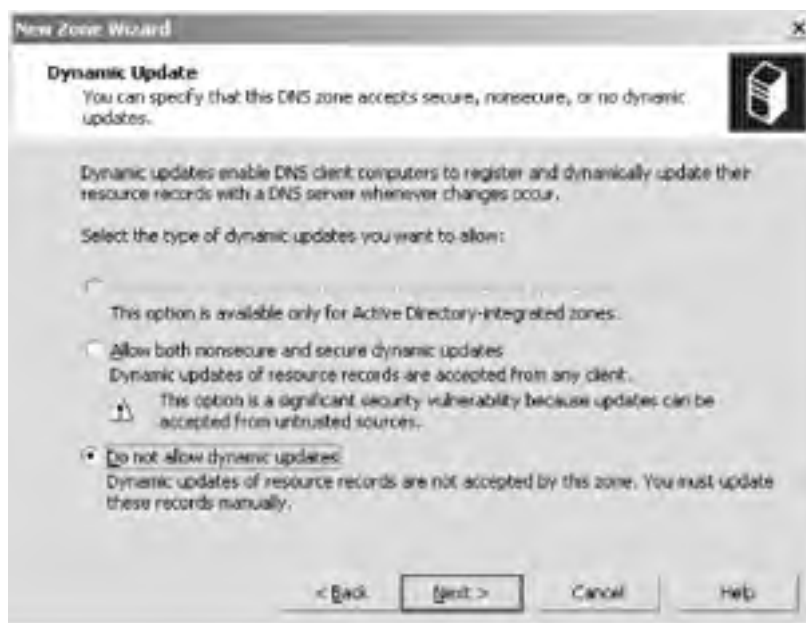 New Zone Wizard
Dynamic Update
You can specify that this DNS zone accepts secure, nonsecure, or no dynamic
updates.
Dynamic updates enable DNS client computers to register and dynamically update their
resource records with a DNS server whenever changes occur.
Select the type of dynamic updates you want to allow:
This option is available only for Active Directory-integrated zones.
Allow both nonsecure and secure dynamic updates
Dynamic updates of resource records are accepted from any client.
This option is a significant security vulnerability because updates can be
accepted from untrusted sources.
Do not allow dynamic updates
Dynamic updates of resource records are not accepted by this zone. You must update
these records manually.
< Back Next > Cancel Help